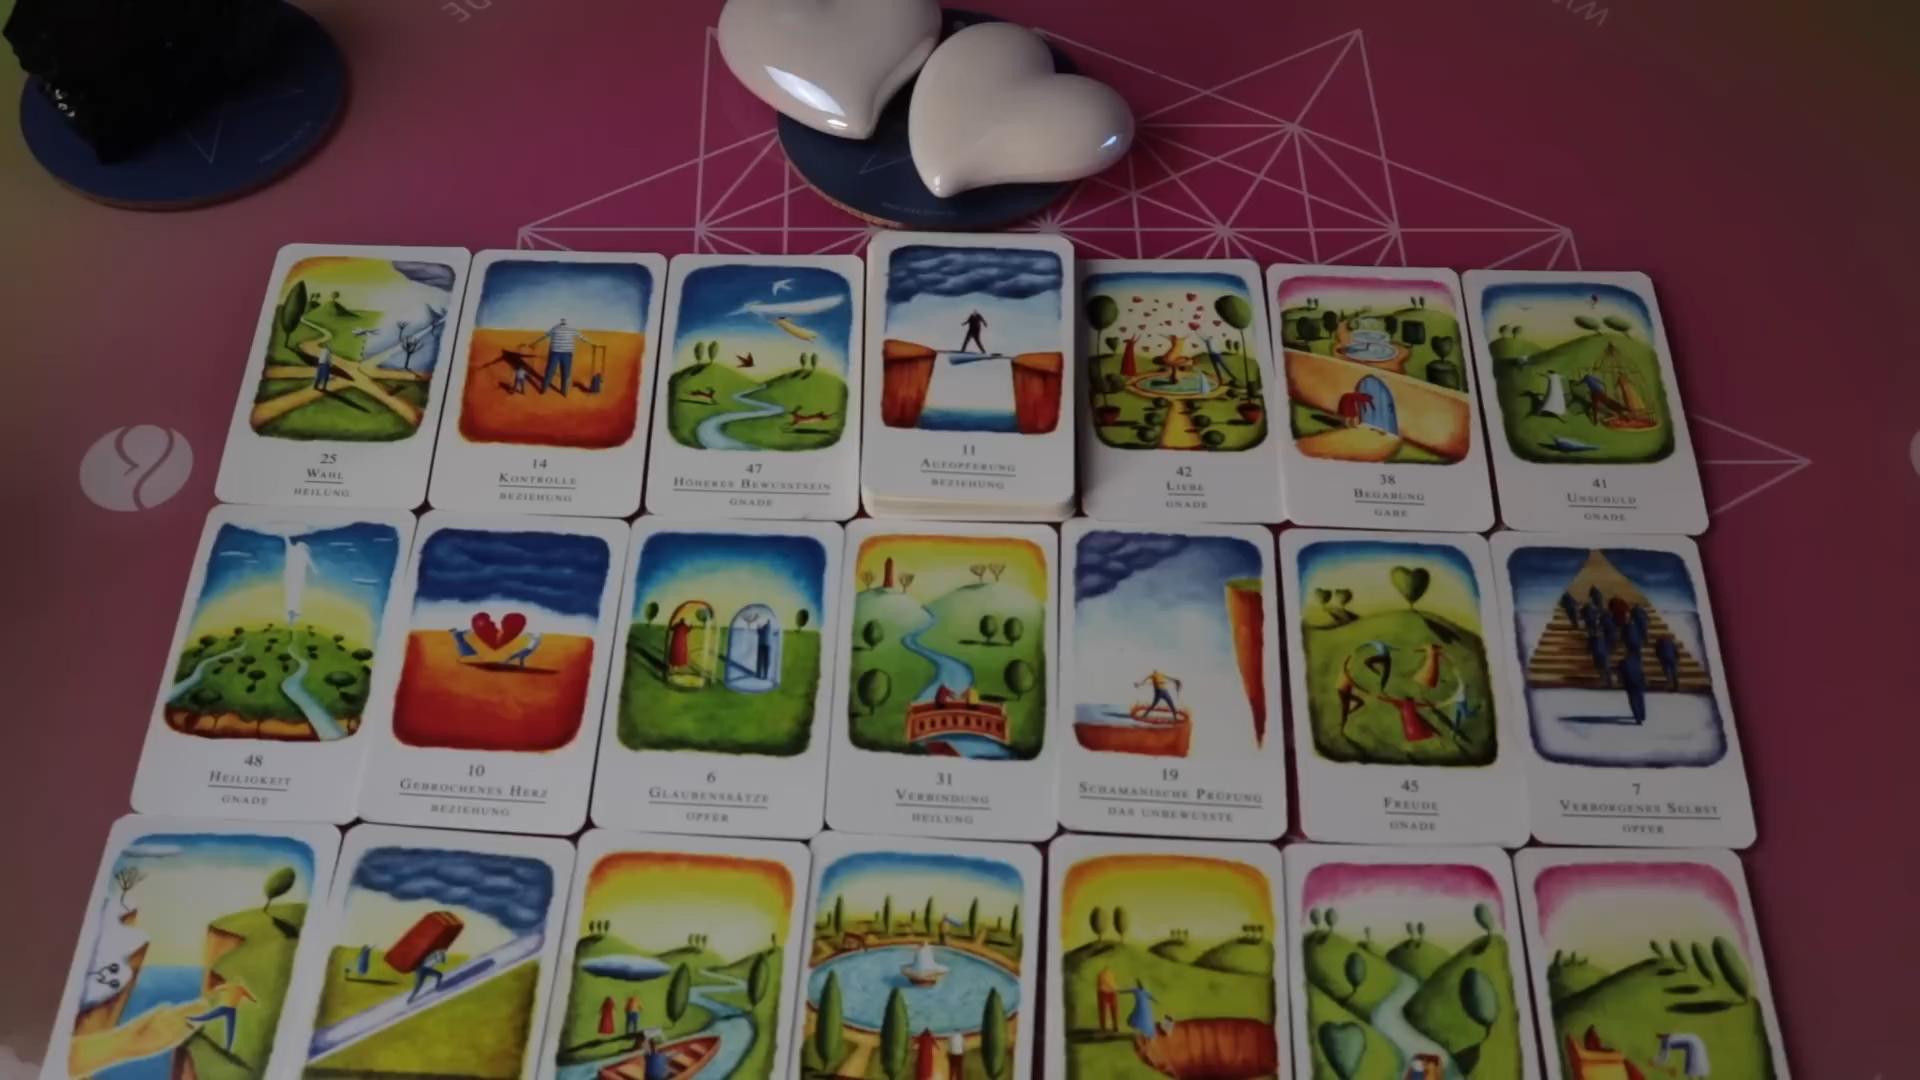 25
WAHL
HEILUNG
14
KONTROLLE
BEZIEHUNG
47
HÖHERES BEWUSSTSEIN
GNADE
11
AUFOPFERUNG
BEZIEHUNG
42
LIEBE
GNADE
38
BEGABUNG
GABE
41
UNSCHULD
GNADE
48
HEILIGKEIT
GNADE
10
GEBROCHENES HERZ
BEZIEHUNG
6
GLAUBENSSÄTZE
OPFER
31
VERBINDUNG
HEILUNG
19
SCHAMANISCHE PRÜFUNG
DAS UNBEWUSSTE
45
FREUDE
GNADE
7
VERBORGENES SELBST
OPFER